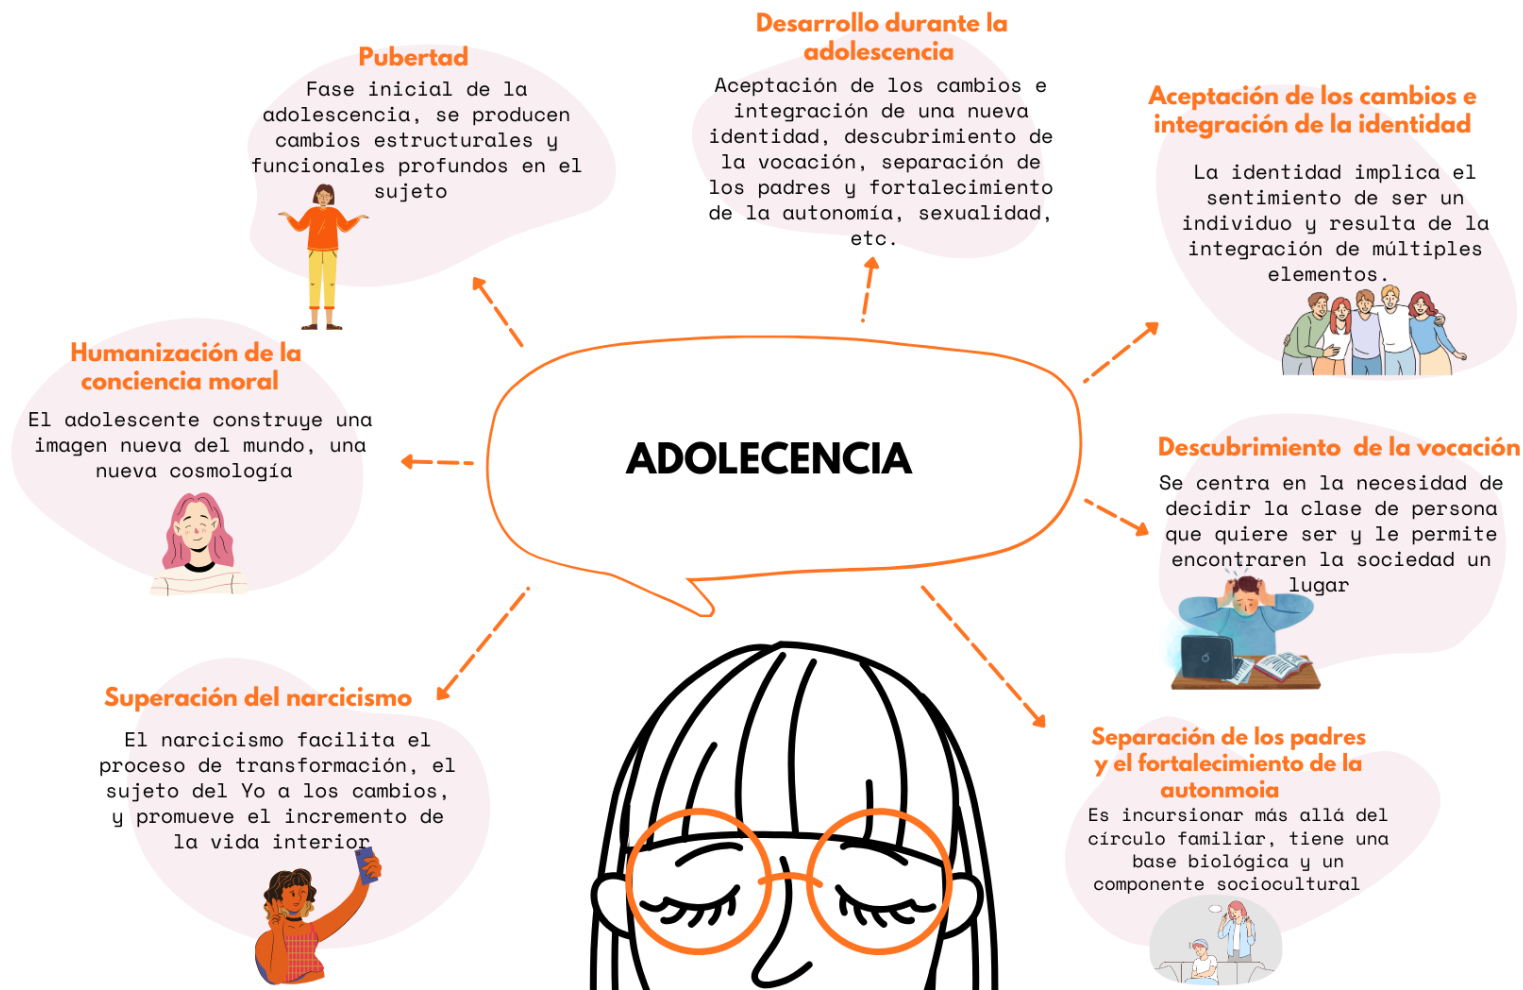 Desarrollo durante la
adolescencia
Aceptación de los cambios e
integración de una nueva
identidad, descubrimiento de
la vocación, separación de
los padres y fortalecimiento
de la autonomía, sexualidad,
etc.
Pubertad
Fase inicial de la
adolescencia, se producen
cambios estructurales y
funcionales profundos en el
sujeto
Aceptación de los cambios e
integración de la identidad
La identidad implica el
sentimiento de ser un
individuo y resulta de la
integración de múltiples
elementos.
Humanización de la
conciencia moral
El adolescente construye una
imagen nueva del mundo, una
nueva cosmología
ADOLECENCIA
Descubrimiento de la vocación
Se centra en la necesidad de
decidir la clase de persona
que quiere ser y le permite
encontraren la sociedad un
lugar
Superación del narcicismo
El narcicismo facilita el
proceso de transformación, el
sujeto del Yo a los cambios,
y promueve el incremento de
la vida interior
Separación de los padres
y el fortalecimiento de la
autonmoia
Es incursionar más allá del
círculo familiar, tiene una
base biológica y un
componente sociocultural